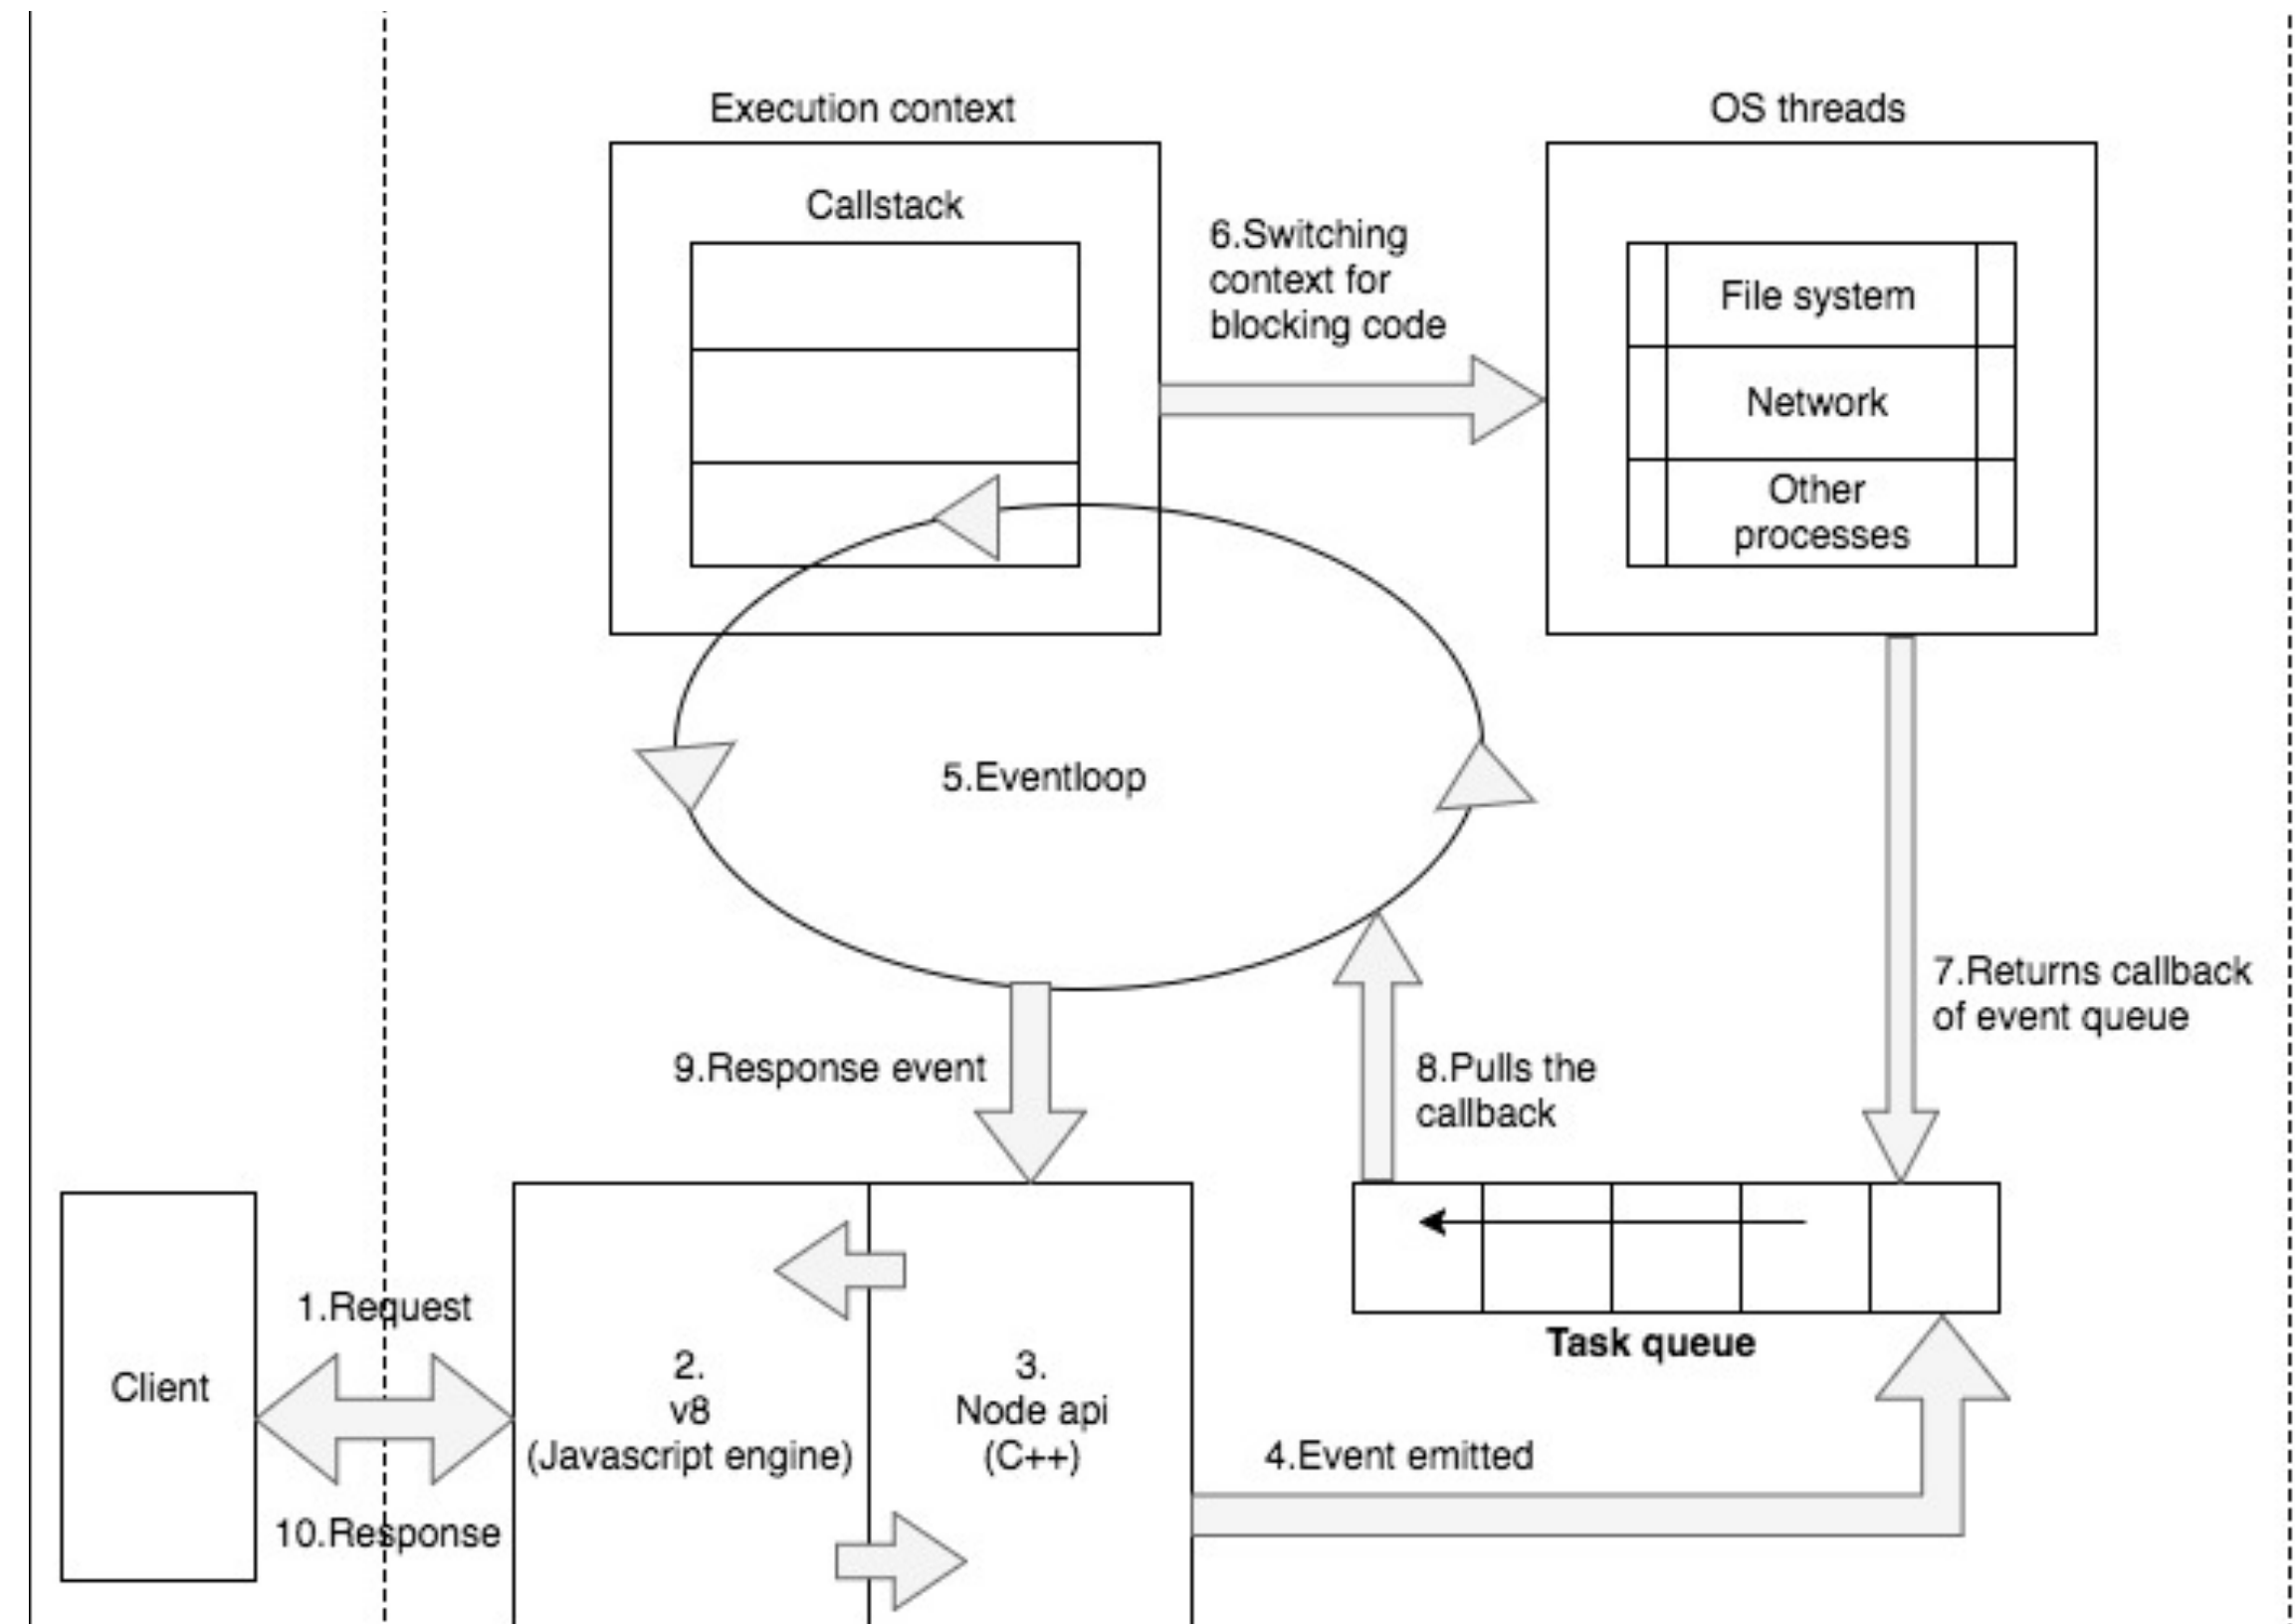 Execution context
OS threads
Callstack
6.Switching
context for
blocking code
File system
Network
Other
processes
5.Eventloop
7.Returns callback
of event queue
9.Response event
8.Pulls the
callback
1.Request
Client
10.Response
2.
v8
(Javascript engine)
3.
Node api
(C++)
Task queue
4.Event emitted